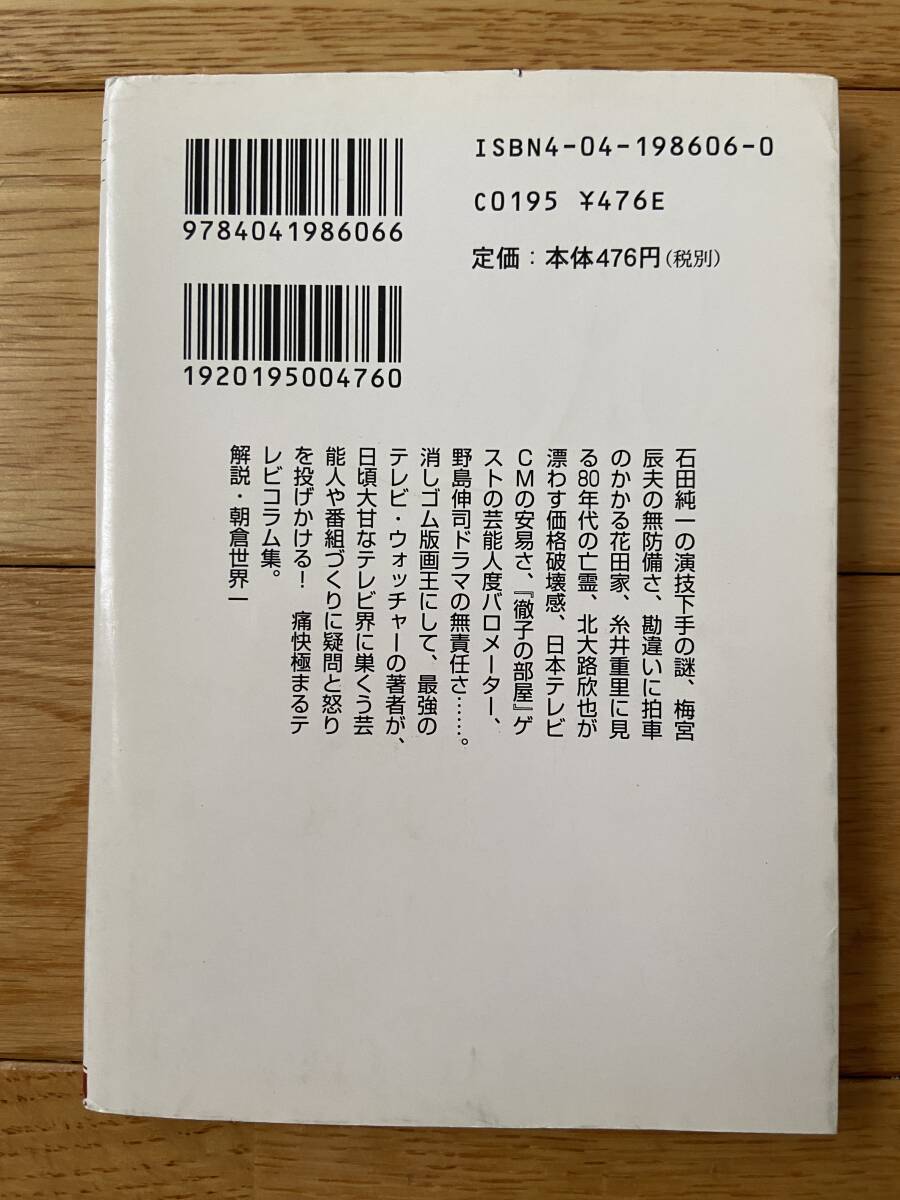 ISBN4-04-198606-0
C0195 ¥476E
定価：本体476円（税別）
9784041986066
1920195004760
石田純一の演技下手の謎、梅宮
辰夫の無防備さ、勘違いに拍車
のかかる花田家、糸井重里に見
る80年代の亡霊、北大路欣也が
漂わす価格破壊感、日本テレビ
CMの安易さ、『徹子の部屋』ゲ
ストの芸能人度バロメーター、
野島伸司ドラマの無責任さ……。
消しゴム版画王にして、最強の
テレビ・ウォッチャーの著者が、
日頃大甘なテレビ界に巣くう芸
能人や番組づくりに疑問と怒り
を投げかける！　痛快極まるテ
レビコラム集。
解説・朝倉世界一